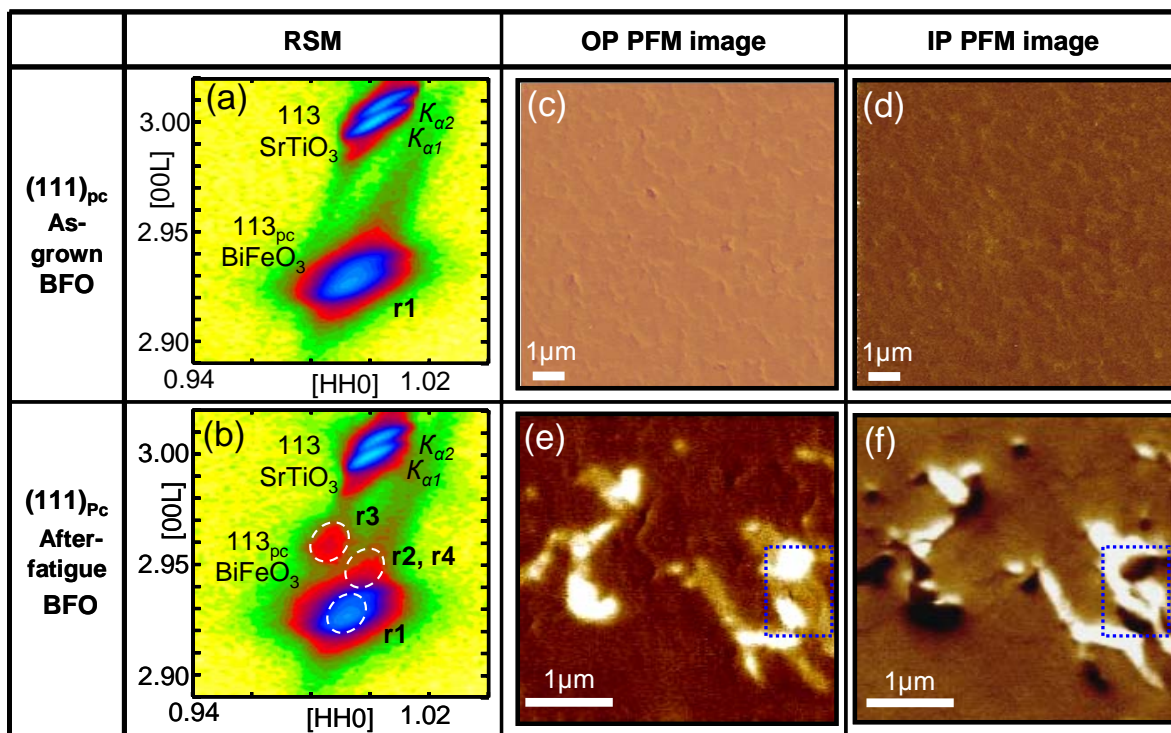 RSM
OP PFM image
IP PFM image
(111)pc
As-
grown
BFO
(a)
3.00
2.95
2.90
[00L]
113
SrTiO3
Kα2
Kα1
113pc
BiFeO3
r1
0.94
[HH0]
1.02
(c)
1μm
(d)
1μm
(111)Pc
After-
fatigue
BFO
(b)
3.00
2.95
2.90
[00L]
113
SrTiO3
Kα2
Kα1
r3
113pc
BiFeO3
r2, r4
r1
0.94
[HH0]
1.02
(e)
1μm
(f)
1μm